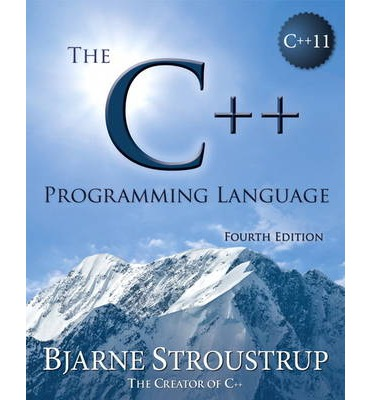 C++11
THE
C++
PROGRAMMING LANGUAGE
FOURTH EDITION
BJARNE STROUSTRUP
THE CREATOR OF C++